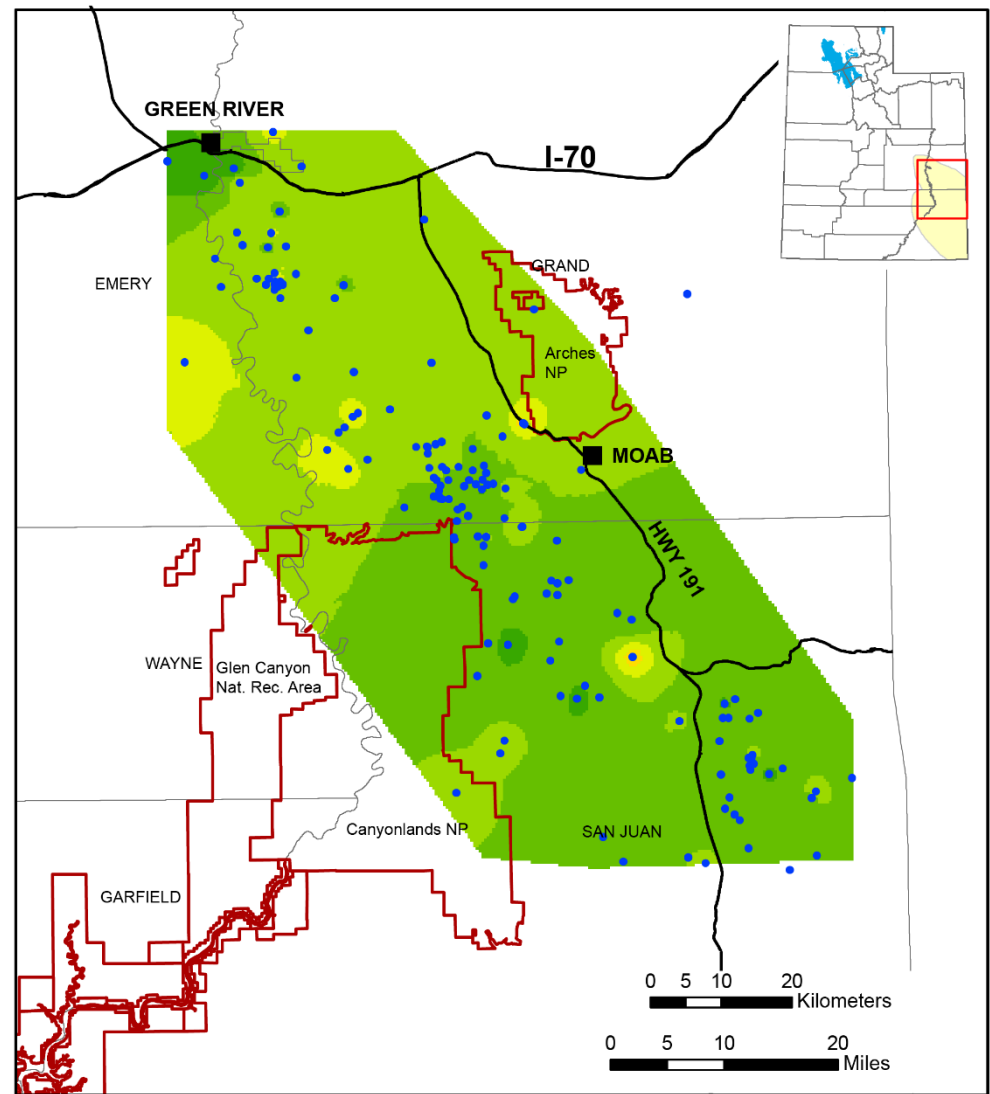 GREEN RIVER
I-70
EMERY
GRAND
Arches
NP
MOAB
HWY 191
WAYNE
Glen Canyon
Nat. Rec. Area
Canyonlands NP
SAN JUAN
GARFIELD
0 5 10 20
Kilometers
0 5 10 20
Miles